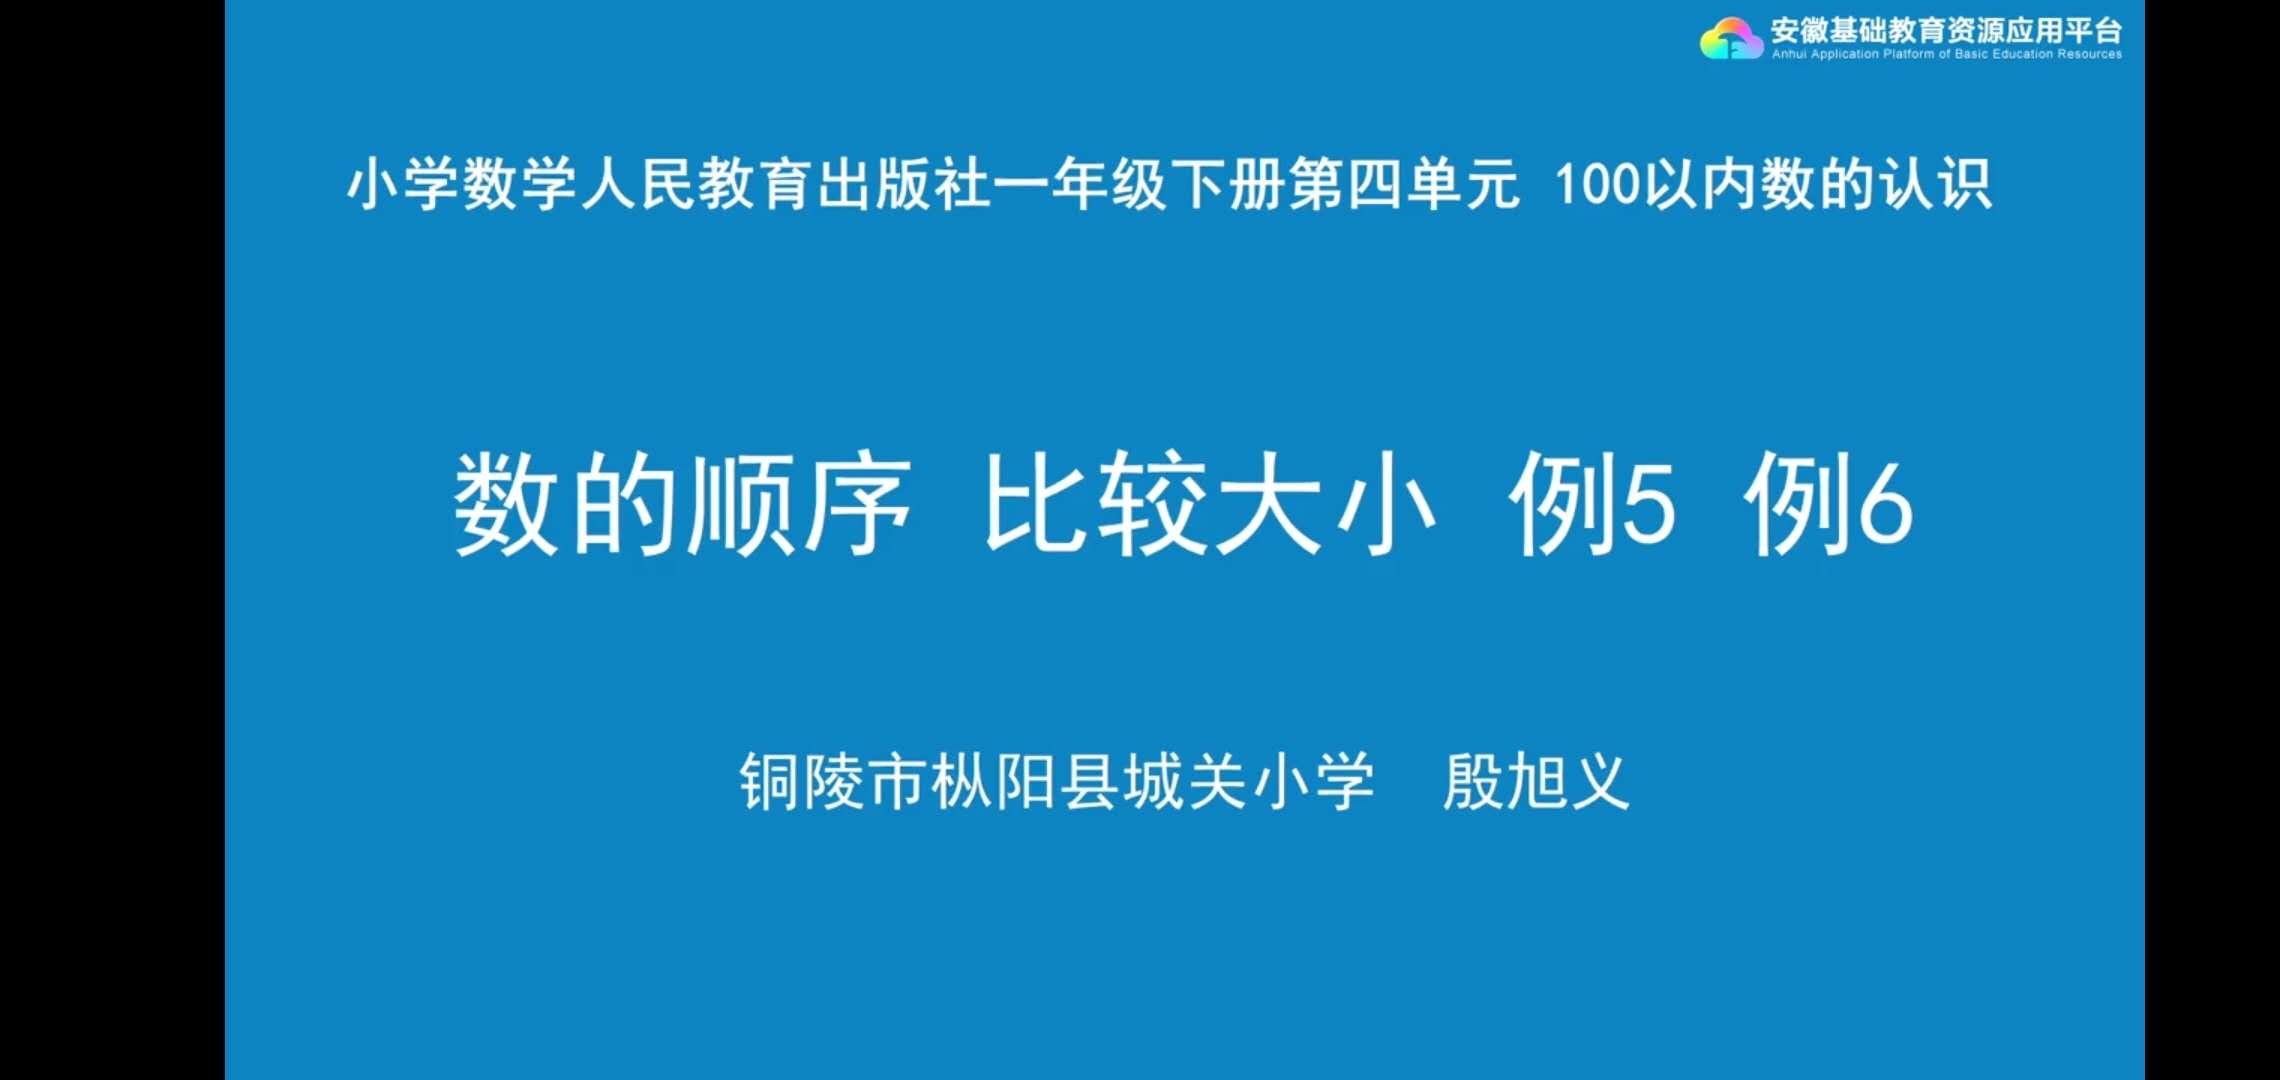 安徽基础教育资源应用平台
Anhui Application Platform of Basic Education Resources
小学数学人民教育出版社一年级下册第四单元 100以内数的认识
数的顺序 比较大小 例5 例6
铜陵市枞阳县城关小学 殷旭义